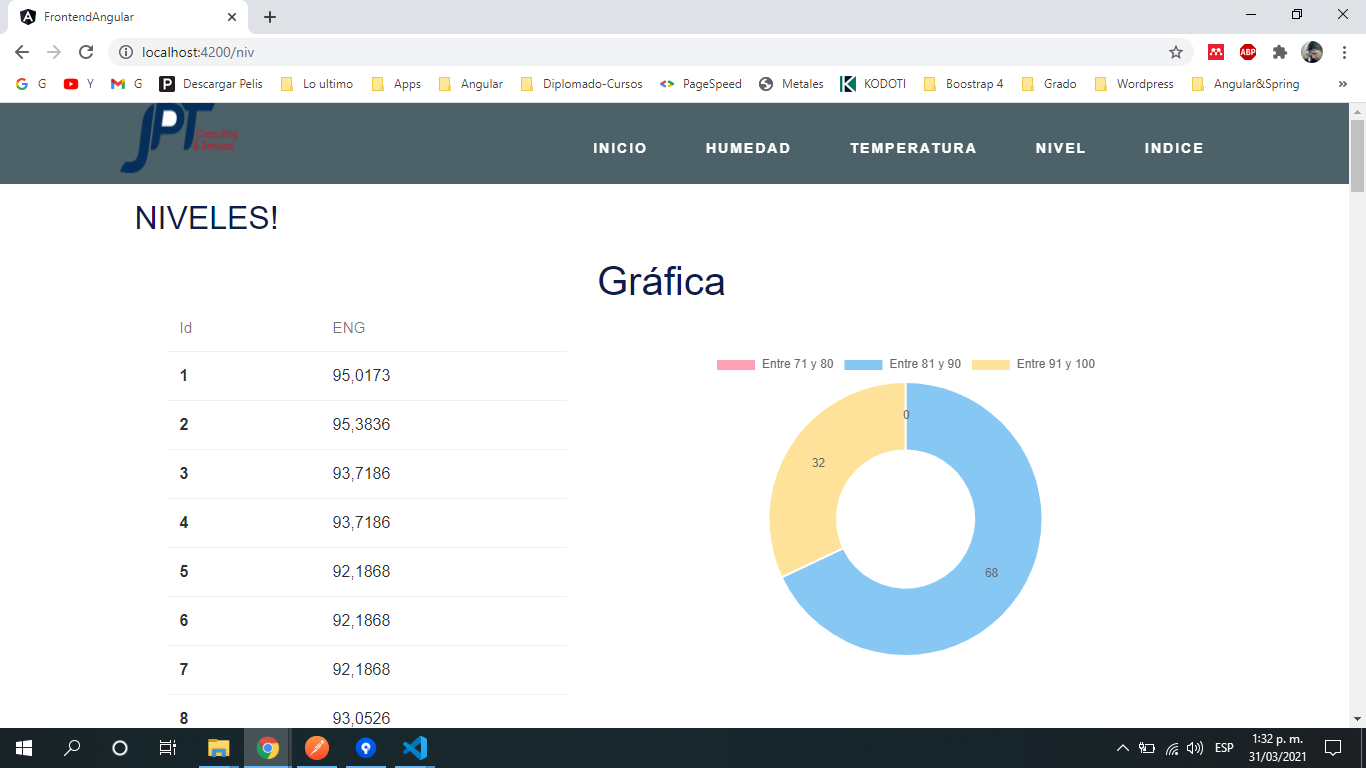 FrontendAngular
localhost:4200/niv
ABP
G G Y G Descargar Pelis Lo ultimo Apps Angular Diplomado-Cursos PageSpeed Metales KODOTI Boostrap 4 Grado Wordpress Angular&Spring »
JPT Consulting & Services
INICIO HUMEDAD TEMPERATURA NIVEL INDICE
NIVELES!
Gráfica
Id ENG
1 95,0173
2 95,3836
3 93,7186
4 93,7186
5 92,1868
6 92,1868
7 92,1868
8 93,0526
Entre 71 y 80 Entre 81 y 90 Entre 91 y 100
0
32
68
ESP
1:32 p. m.
31/03/2021